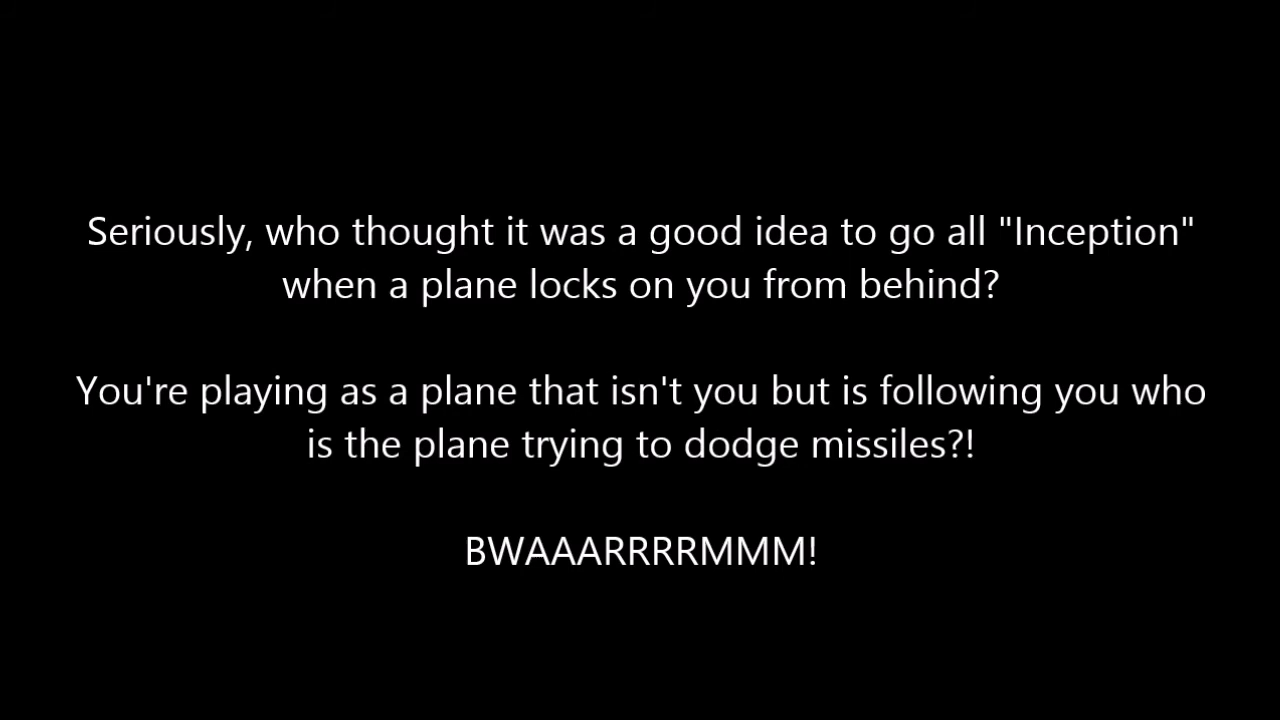 Seriously, who thought it was a good idea to go all "Inception"
when a plane locks on you from behind?
You're playing as a plane that isn't you but is following you who
is the plane trying to dodge missiles?!
BWAAARRRRMMM!